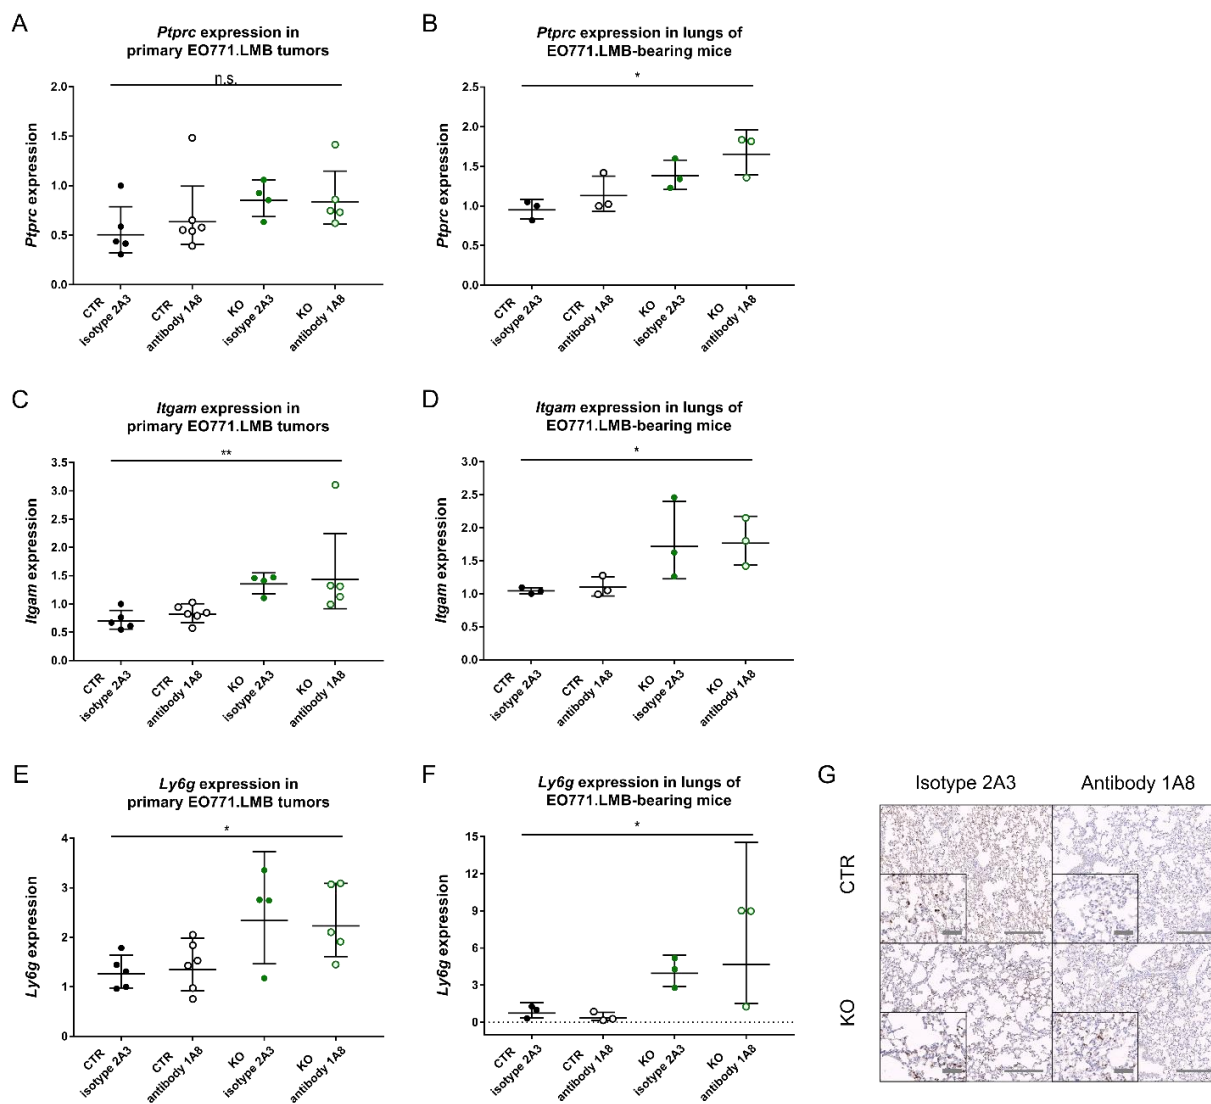 A
Ptprc expression in
primary EO771.LMB tumors
n.s.
Ptprc expression
2.0
1.5
1.0
0.5
0.0
CTR
isotype 2A3
CTR
antibody 1A8
KO
isotype 2A3
KO
antibody 1A8
B
Ptprc expression in lungs of
EO771.LMB-bearing mice
*
Ptprc expression
2.5
2.0
1.5
1.0
0.5
0.0
CTR
isotype 2A3
CTR
antibody 1A8
KO
isotype 2A3
KO
antibody 1A8
C
Itgam expression in
primary EO771.LMB tumors
**
Itgam expression
3.5
3.0
2.5
2.0
1.5
1.0
0.5
0.0
CTR
isotype 2A3
CTR
antibody 1A8
KO
isotype 2A3
KO
antibody 1A8
D
Itgam expression in lungs of
EO771.LMB-bearing mice
*
Itgam expression
3.0
2.5
2.0
1.5
1.0
0.5
0.0
CTR
isotype 2A3
CTR
antibody 1A8
KO
isotype 2A3
KO
antibody 1A8
E
Ly6g expression in
primary EO771.LMB tumors
*
Ly6g expression
4
3
2
1
0
CTR
isotype 2A3
CTR
antibody 1A8
KO
isotype 2A3
KO
antibody 1A8
F
Ly6g expression in lungs of
EO771.LMB-bearing mice
*
Ly6g expression
15
12
9
6
3
0
CTR
isotype 2A3
CTR
antibody 1A8
KO
isotype 2A3
KO
antibody 1A8
G
Isotype 2A3
Antibody 1A8
CTR
KO